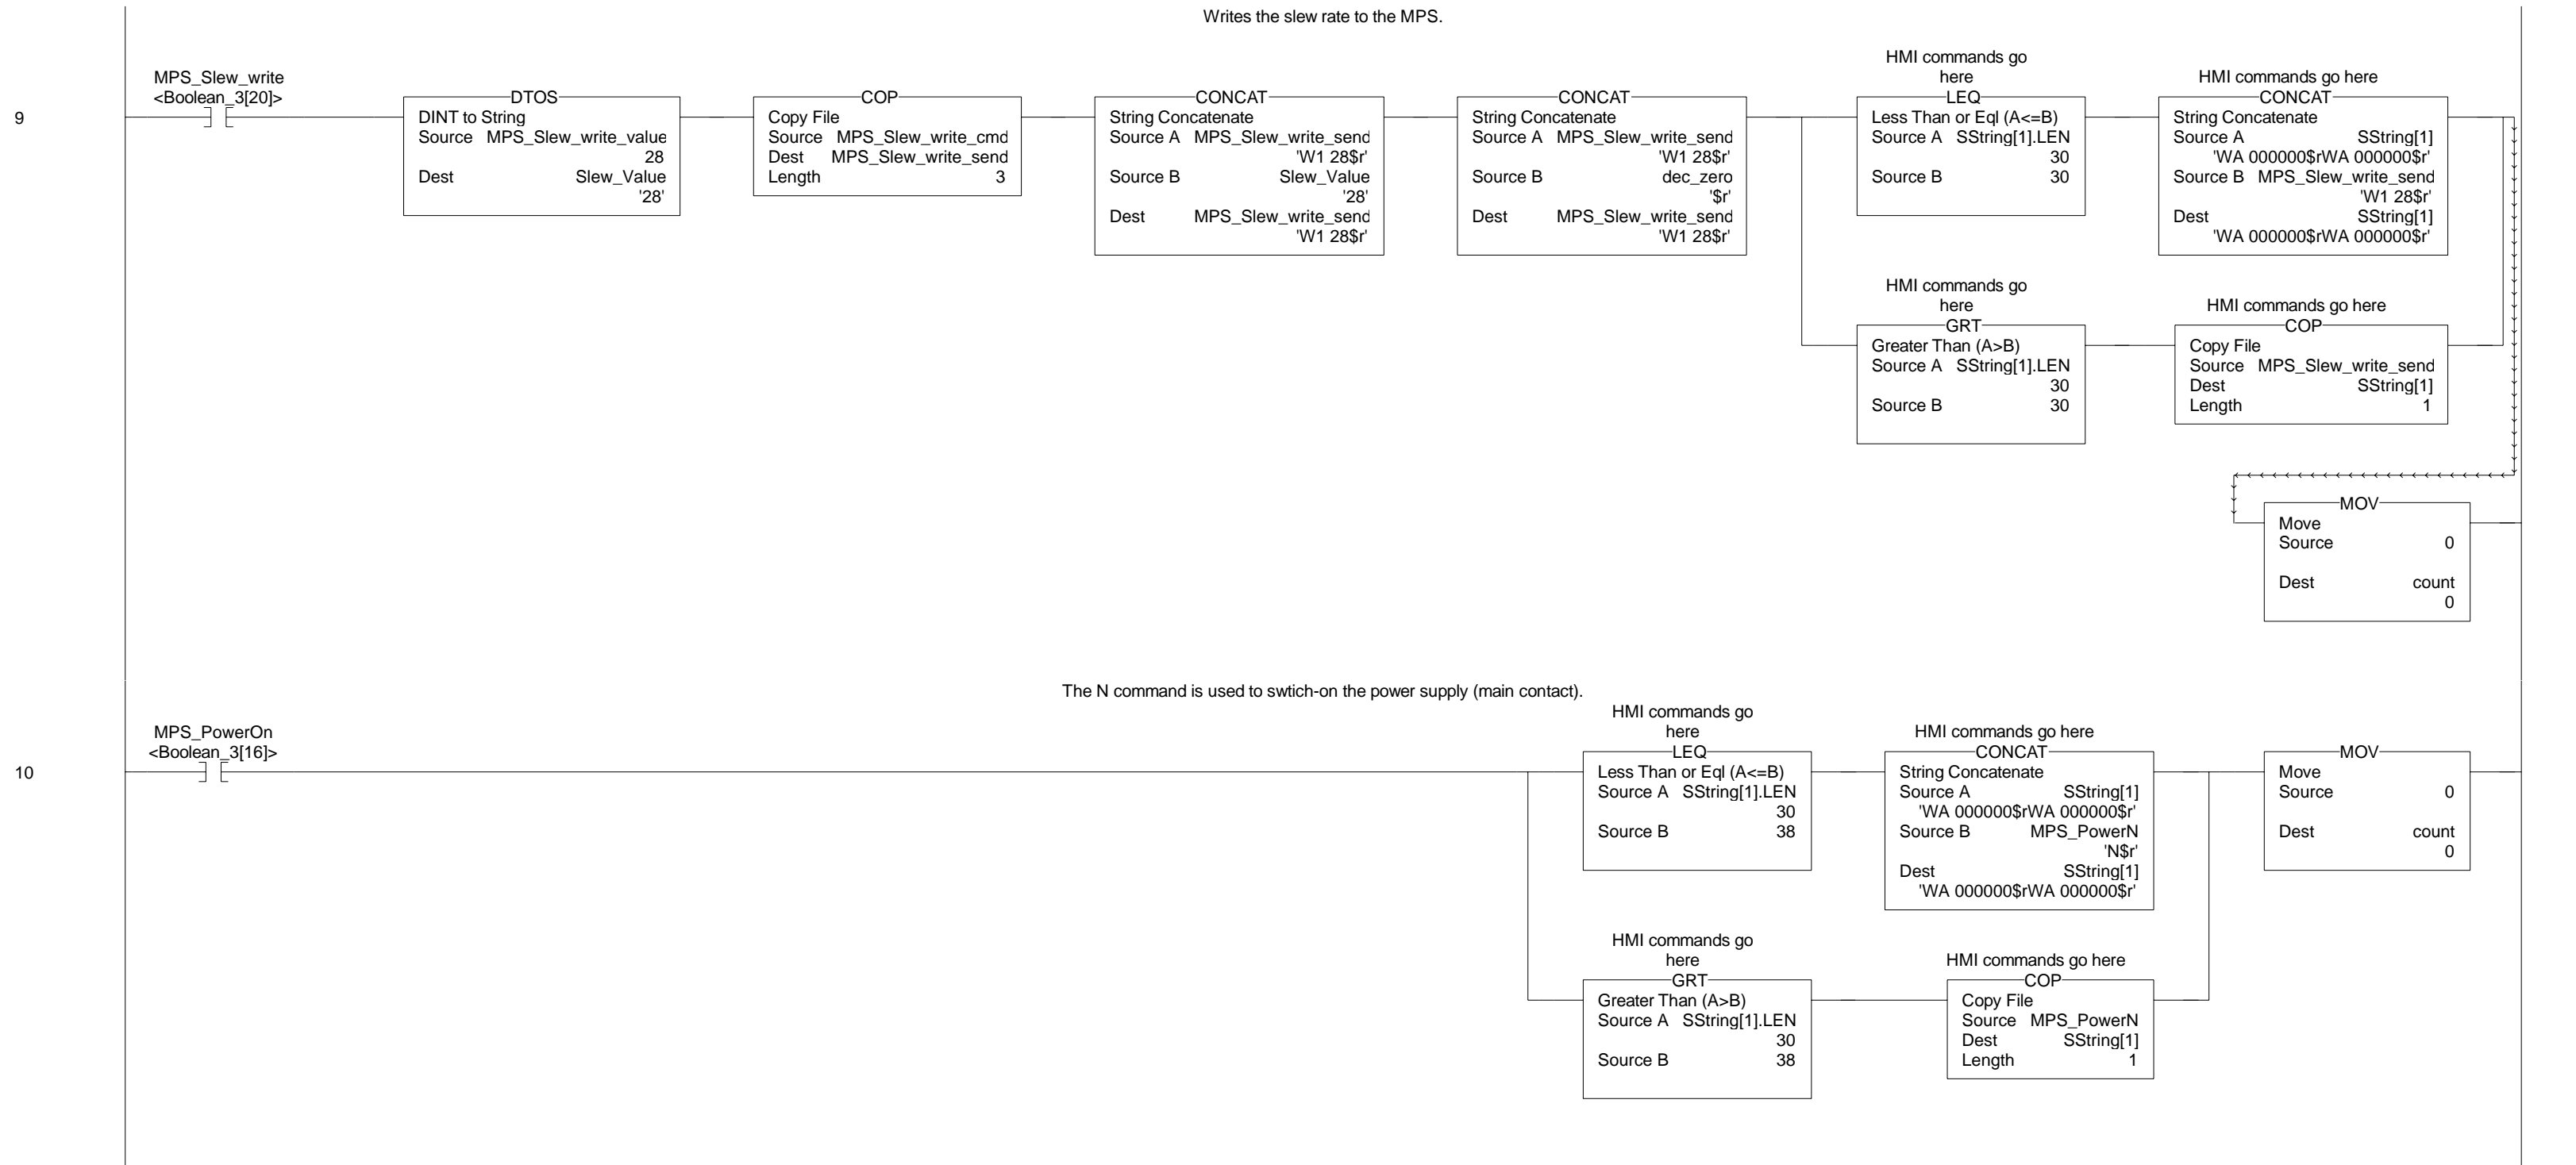 Writes the slew rate to the MPS.
9
MPS_Slew_write
<Boolean_3[20]>
DTOS
DINT to String
Source MPS_Slew_write_value
28
Dest Slew_Value
'28'
COP
Copy File
Source MPS_Slew_write_cmd
Dest MPS_Slew_write_send
Length 3
CONCAT
String Concatenate
Source A MPS_Slew_write_send
'W1 28$r'
Source B Slew_Value
'28'
Dest MPS_Slew_write_send
'W1 28$r'
CONCAT
String Concatenate
Source A MPS_Slew_write_send
'W1 28$r'
Source B dec_zero
'$r'
Dest MPS_Slew_write_send
'W1 28$r'
HMI commands go
here
LEQ
Less Than or Eql (A<=B)
Source A SString[1].LEN
30
Source B 30
HMI commands go here
CONCAT
String Concatenate
Source A SString[1]
'WA 000000$rWA 000000$r'
Source B MPS_Slew_write_send
'W1 28$r'
Dest SString[1]
'WA 000000$rWA 000000$r'
HMI commands go
here
GRT
Greater Than (A>B)
Source A SString[1].LEN
30
Source B 30
HMI commands go here
COP
Copy File
Source MPS_Slew_write_send
Dest SString[1]
Length 1
MOV
Move
Source 0
Dest count
0
The N command is used to swtich-on the power supply (main contact).
10
MPS_PowerOn
<Boolean_3[16]>
HMI commands go
here
LEQ
Less Than or Eql (A<=B)
Source A SString[1].LEN
30
Source B 38
HMI commands go here
CONCAT
String Concatenate
Source A SString[1]
'WA 000000$rWA 000000$r'
Source B MPS_PowerN
'N$r'
Dest SString[1]
'WA 000000$rWA 000000$r'
MOV
Move
Source 0
Dest count
0
HMI commands go
here
GRT
Greater Than (A>B)
Source A SString[1].LEN
30
Source B 38
HMI commands go here
COP
Copy File
Source MPS_PowerN
Dest SString[1]
Length 1